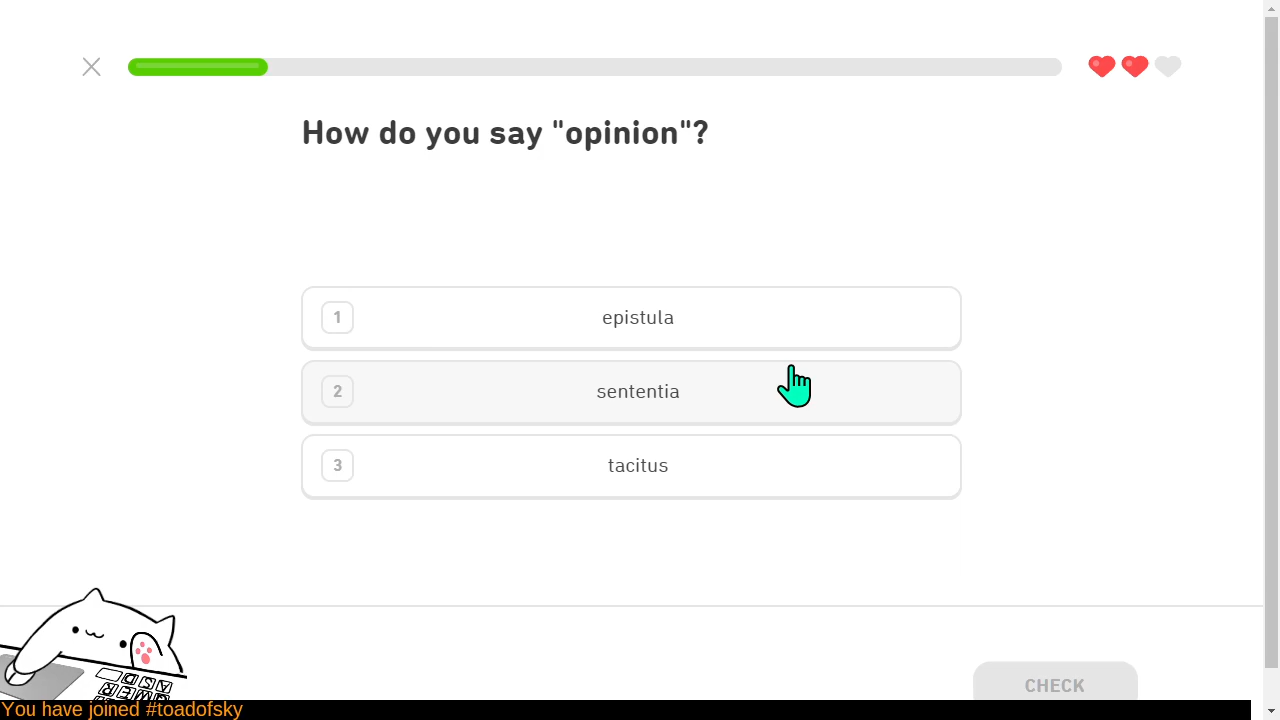 How do you say "opinion"?
1 epistula
2 sententia
3 tacitus
CHECK
You have joined #toadofsky